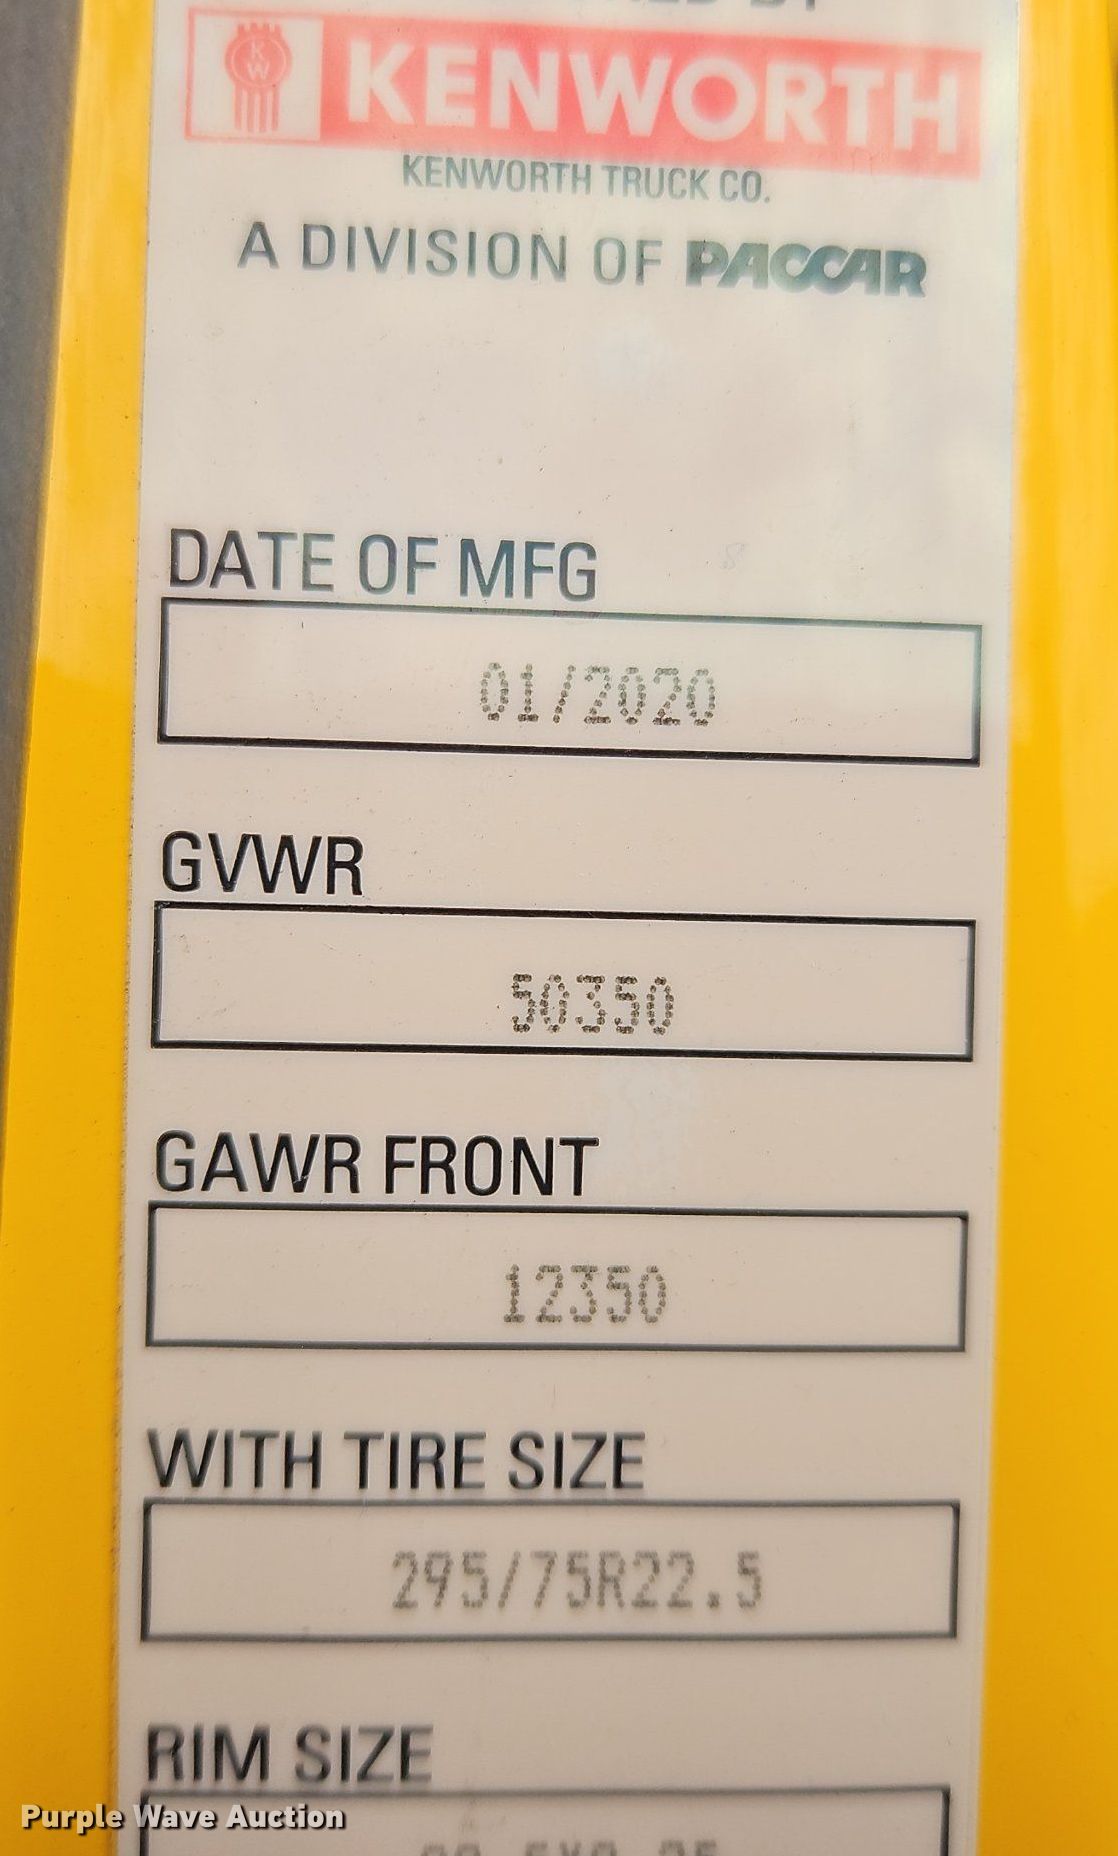 KW KENWORTH
KENWORTH TRUCK CO.
A DIVISION OF PACCAR
DATE OF MFG
01/2020
GVWR
50350
GAWR FRONT
12350
WITH TIRE SIZE
295/75R22.5
RIM SIZE
Purple Wave Auction